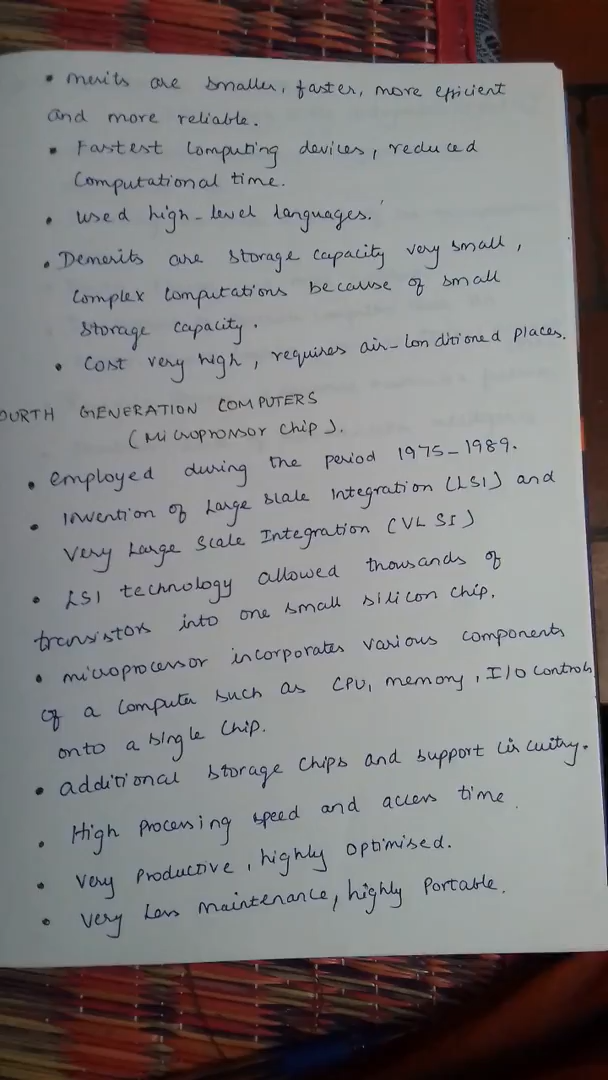 • merits are smaller, faster, more efficient
and more reliable.
• Fastest computing devices, reduced
computational time.
• used high-level languages.
• Demerits are storage capacity very small,
complex computations because of small
storage capacity.
• Cost very high, requires air-conditioned places.
OURTH GENERATION COMPUTERS
(Micropronsor chip).
• employed during the period 1975-1989.
• Invention of Large Scale Integration (LSI) and
Very Large Scale Integration (VLSI)
• LSI technology allowed thousands of
transistors into one small silicon chip.
• microprocessor incorporates various components
of a computer such as CPU, memory, I/O controls
onto a single chip.
• additional storage chips and support circuitry.
• High processing speed and access time.
• Very Productive, highly optimised.
• Very Less maintenance, highly Portable.